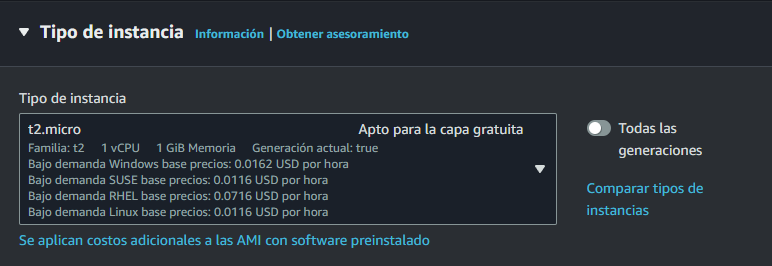 Tipo de instancia Información | Obtener asesoramiento
Tipo de instancia
t2.micro Apto para la capa gratuita
Familia: t2 1 vCPU 1 GiB Memoria Generación actual: true
Bajo demanda Windows base precios: 0.0162 USD por hora
Bajo demanda SUSE base precios: 0.0116 USD por hora
Bajo demanda RHEL base precios: 0.0716 USD por hora
Bajo demanda Linux base precios: 0.0116 USD por hora
Todas las
generaciones
Comparar tipos de
instancias
Se aplican costos adicionales a las AMI con software preinstalado